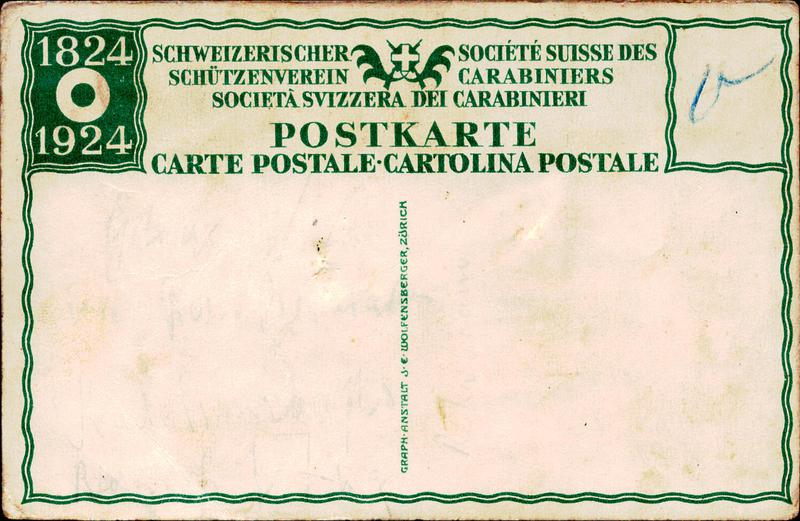 1824
1924
SCHWEIZERISCHER SOCIÉTÉ SUISSE DES
SCHÜTZENVEREIN CARABINIERS
SOCIETÀ SVIZZERA DEI CARABINIERI
POSTKARTE
CARTE POSTALE·CARTOLINA POSTALE
GRAPH·ANSTALT J·E·WOLFENSBERGER, ZÜRICH